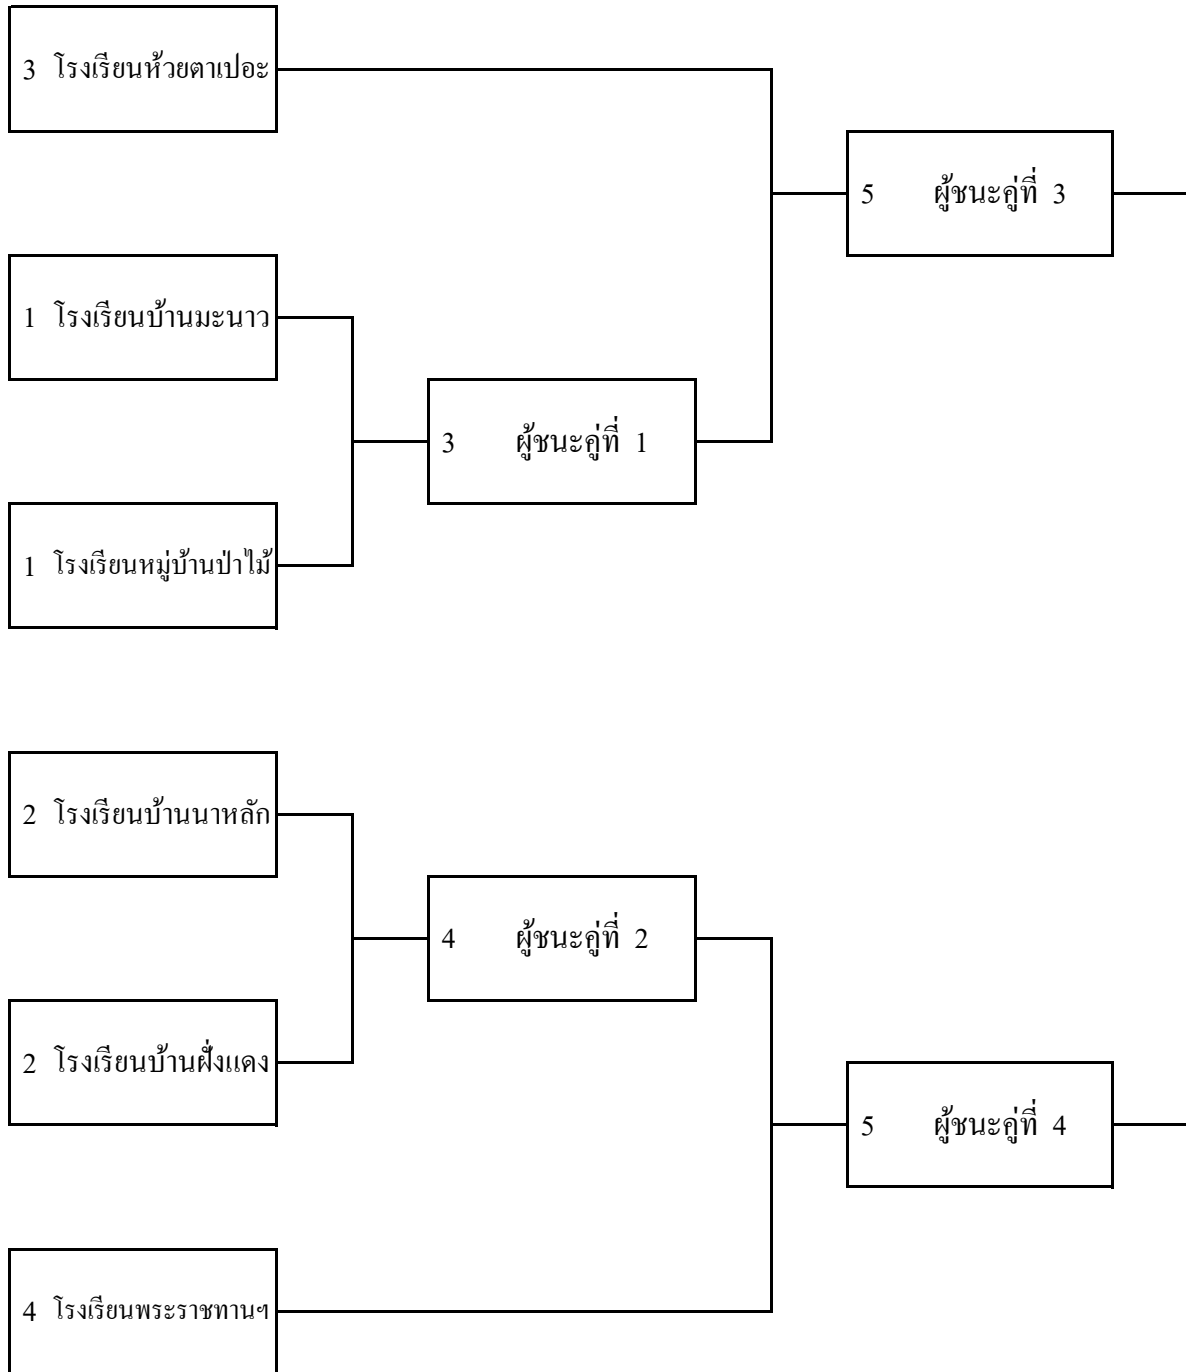 3 โรงเรียนห้วยตาเปอะ
5 ผู้ชนะคู่ที่ 3
1 โรงเรียนบ้านมะนาว
3 ผู้ชนะคู่ที่ 1
1 โรงเรียนหมู่บ้านป่าไม้
2 โรงเรียนบ้านนาหลัก
4 ผู้ชนะคู่ที่ 2
2 โรงเรียนบ้านฝั่งแดง
5 ผู้ชนะคู่ที่ 4
4 โรงเรียนพระราชทานฯ